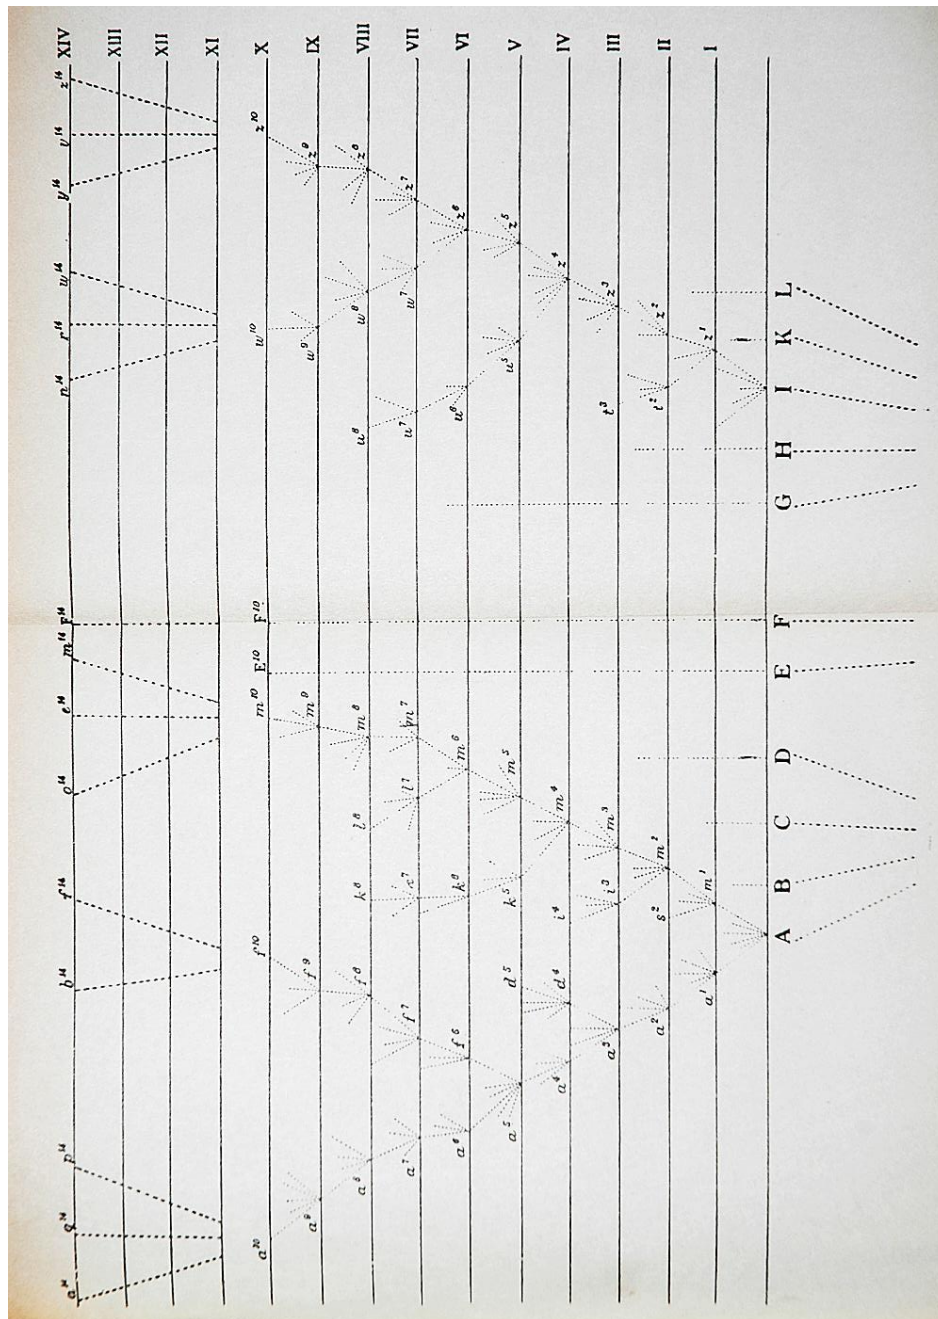 a¹⁴ q¹⁴ p¹⁴ b¹⁴ f¹⁴ o¹⁴ e¹⁴ m¹⁴ F¹⁴ n¹⁴ r¹⁴ w¹⁴ y¹⁴ v¹⁴ z¹⁴ XIV
XIII
XII
XI
a¹⁰ f¹⁰ m¹⁰ E¹⁰ F¹⁰ w¹⁰ z¹⁰ X
a⁹ f⁹ m⁹ w⁹ z⁹ IX
a⁸ f⁸ k⁸ l⁸ m⁸ u⁸ w⁸ z⁸ VIII
a⁷ f⁷ k⁷ l⁷ m⁷ u⁷ w⁷ z⁷ VII
a⁶ f⁶ k⁶ m⁶ u⁶ z⁶ VI
a⁵ d⁵ k⁵ m⁵ u⁵ z⁵ V
a⁴ d⁴ i⁴ m⁴ z⁴ IV
a³ i³ m³ t³ z³ III
a² s² m² t² z² II
a¹ m¹ z¹ I
A B C D E F G H I K L